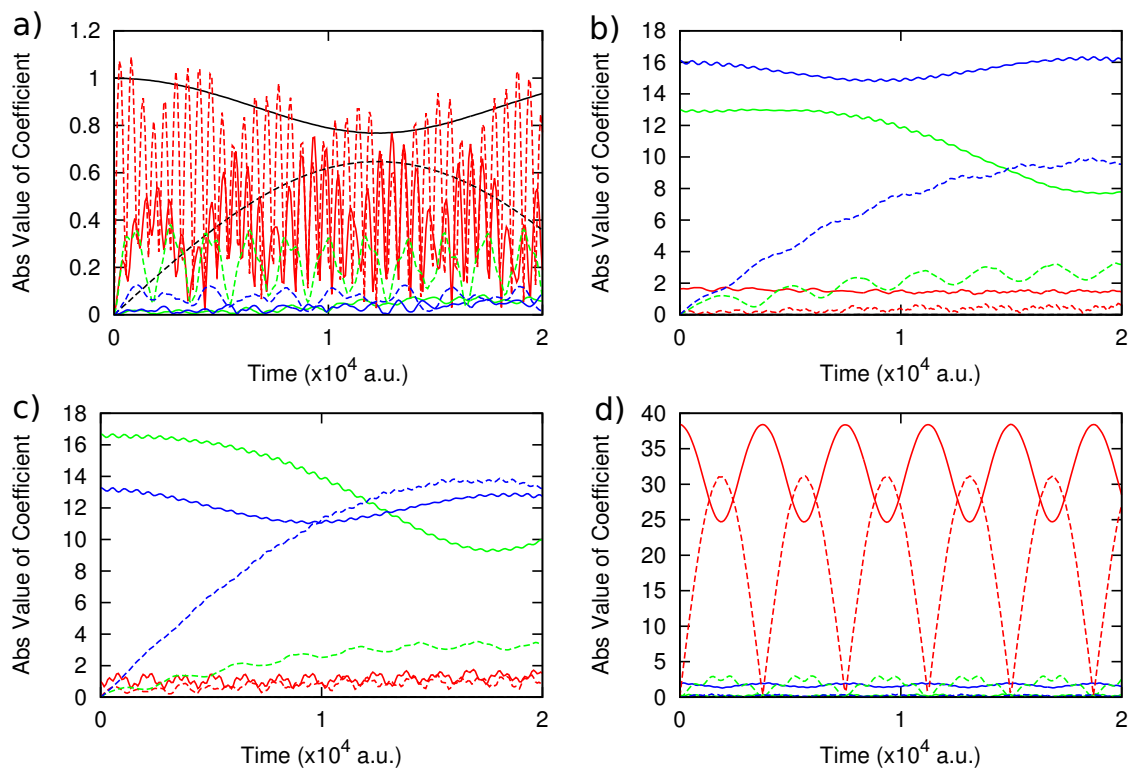 a)
1.2
1
0.8
0.6
0.4
0.2
0
0 1 2
Abs Value of Coefficient
Time (x10⁴ a.u.)
b)
18
16
14
12
10
8
6
4
2
0
0 1 2
Abs Value of Coefficient
Time (x10⁴ a.u.)
c)
18
16
14
12
10
8
6
4
2
0
0 1 2
Abs Value of Coefficient
Time (x10⁴ a.u.)
d)
40
35
30
25
20
15
10
5
0
0 1 2
Abs Value of Coefficient
Time (x10⁴ a.u.)